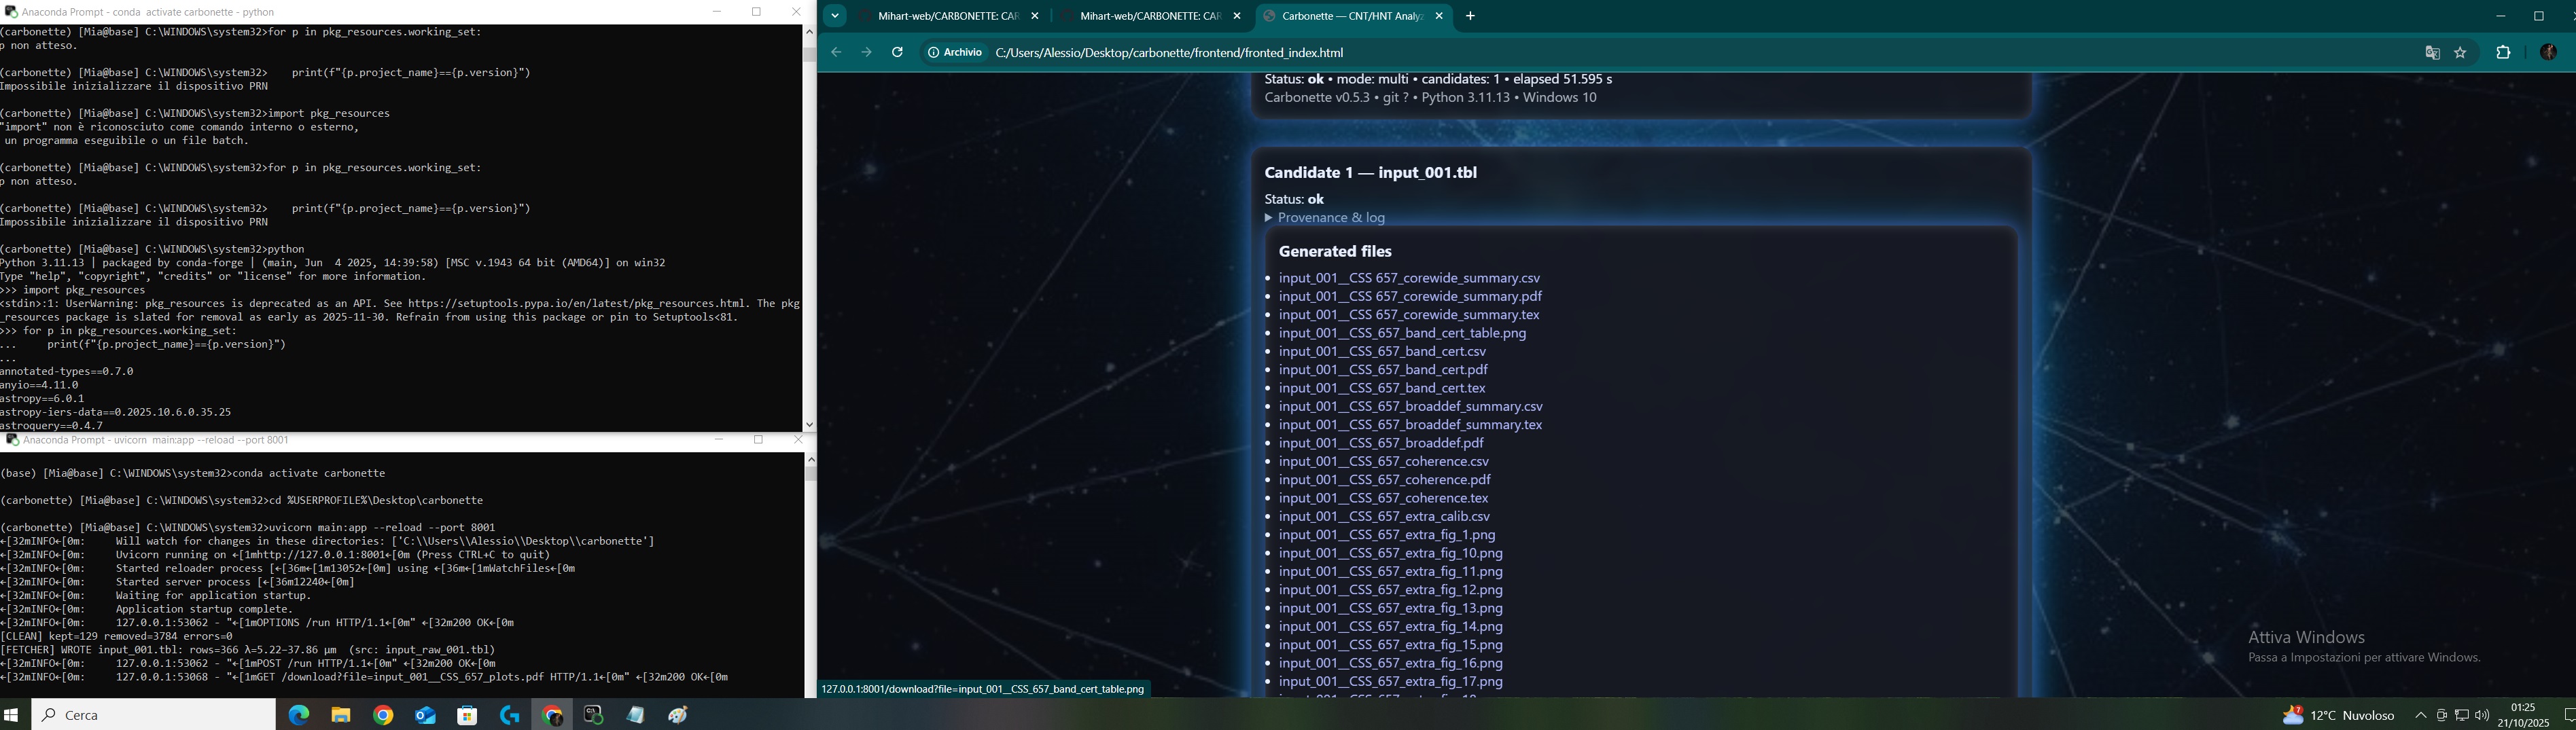 Anaconda Prompt - conda  activate carbonette - python
(carbonette) [Mia@base] C:\WINDOWS\system32>for p in pkg_resources.working_set:
p non atteso.
(carbonette) [Mia@base] C:\WINDOWS\system32>    print(f"{p.project_name}=={p.version}")
Impossibile inizializzare il dispositivo PRN
(carbonette) [Mia@base] C:\WINDOWS\system32>import pkg_resources
"import" non è riconosciuto come comando interno o esterno,
 un programma eseguibile o un file batch.
(carbonette) [Mia@base] C:\WINDOWS\system32>for p in pkg_resources.working_set:
p non atteso.
(carbonette) [Mia@base] C:\WINDOWS\system32>    print(f"{p.project_name}=={p.version}")
Impossibile inizializzare il dispositivo PRN
(carbonette) [Mia@base] C:\WINDOWS\system32>python
Python 3.11.13 | packaged by conda-forge | (main, Jun  4 2025, 14:39:58) [MSC v.1943 64 bit (AMD64)] on win32
Type "help", "copyright", "credits" or "license" for more information.
>>> import pkg_resources
<stdin>:1: UserWarning: pkg_resources is deprecated as an API. See https://setuptools.pypa.io/en/latest/pkg_resources.html. The pkg
_resources package is slated for removal as early as 2025-11-30. Refrain from using this package or pin to Setuptools<81.
>>> for p in pkg_resources.working_set:
...     print(f"{p.project_name}=={p.version}")
...
annotated-types==0.7.0
anyio==4.11.0
astropy==6.0.1
astropy-iers-data==0.2025.10.6.0.35.25
astroquery==0.4.7
Anaconda Prompt - uvicorn  main:app --reload --port 8001
(base) [Mia@base] C:\WINDOWS\system32>conda activate carbonette
(carbonette) [Mia@base] C:\WINDOWS\system32>cd %USERPROFILE%\Desktop\carbonette
(carbonette) [Mia@base] C:\WINDOWS\system32>uvicorn main:app --reload --port 8001
←[32mINFO←[0m:     Will watch for changes in these directories: ['C:\\Users\\Alessio\\Desktop\\carbonette']
←[32mINFO←[0m:     Uvicorn running on ←[1mhttp://127.0.0.1:8001←[0m (Press CTRL+C to quit)
←[32mINFO←[0m:     Started reloader process [←[36m←[1m13052←[0m] using ←[36m←[1mWatchFiles←[0m
←[32mINFO←[0m:     Started server process [←[36m12240←[0m]
←[32mINFO←[0m:     Waiting for application startup.
←[32mINFO←[0m:     Application startup complete.
←[32mINFO←[0m:     127.0.0.1:53062 - "←[1mOPTIONS /run HTTP/1.1←[0m" ←[32m200 OK←[0m
[CLEAN] kept=129 removed=3784 errors=0
[FETCHER] WROTE input_001.tbl: rows=366 λ=5.22–37.86 µm  (src: input_raw_001.tbl)
←[32mINFO←[0m:     127.0.0.1:53062 - "←[1mPOST /run HTTP/1.1←[0m" ←[32m200 OK←[0m
←[32mINFO←[0m:     127.0.0.1:53068 - "←[1mGET /download?file=input_001__CSS_657_plots.pdf HTTP/1.1←[0m" ←[32m200 OK←[0m
Mihart-web/CARBONETTE: CAR
Mihart-web/CARBONETTE: CAR
Carbonette — CNT/HNT Analyz
Archivio
C:/Users/Alessio/Desktop/carbonette/frontend/fronted_index.html
Status: ok • mode: multi • candidates: 1 • elapsed 51.595 s
Carbonette v0.5.3 • git ? • Python 3.11.13 • Windows 10
Candidate 1 — input_001.tbl
Status: ok
▶ Provenance & log
Generated files
• input_001__CSS 657_corewide_summary.csv
• input_001__CSS 657_corewide_summary.pdf
• input_001__CSS 657_corewide_summary.tex
• input_001__CSS_657_band_cert_table.png
• input_001__CSS_657_band_cert.csv
• input_001__CSS_657_band_cert.pdf
• input_001__CSS_657_band_cert.tex
• input_001__CSS_657_broaddef_summary.csv
• input_001__CSS_657_broaddef_summary.tex
• input_001__CSS_657_broaddef.pdf
• input_001__CSS_657_coherence.csv
• input_001__CSS_657_coherence.pdf
• input_001__CSS_657_coherence.tex
• input_001__CSS_657_extra_calib.csv
• input_001__CSS_657_extra_fig_1.png
• input_001__CSS_657_extra_fig_10.png
• input_001__CSS_657_extra_fig_11.png
• input_001__CSS_657_extra_fig_12.png
• input_001__CSS_657_extra_fig_13.png
• input_001__CSS_657_extra_fig_14.png
• input_001__CSS_657_extra_fig_15.png
• input_001__CSS_657_extra_fig_16.png
• input_001__CSS_657_extra_fig_17.png
Attiva Windows
Passa a Impostazioni per attivare Windows.
127.0.0.1:8001/download?file=input_001__CSS_657_band_cert_table.png
Cerca
7
12°C  Nuvoloso
01:25
21/10/2025